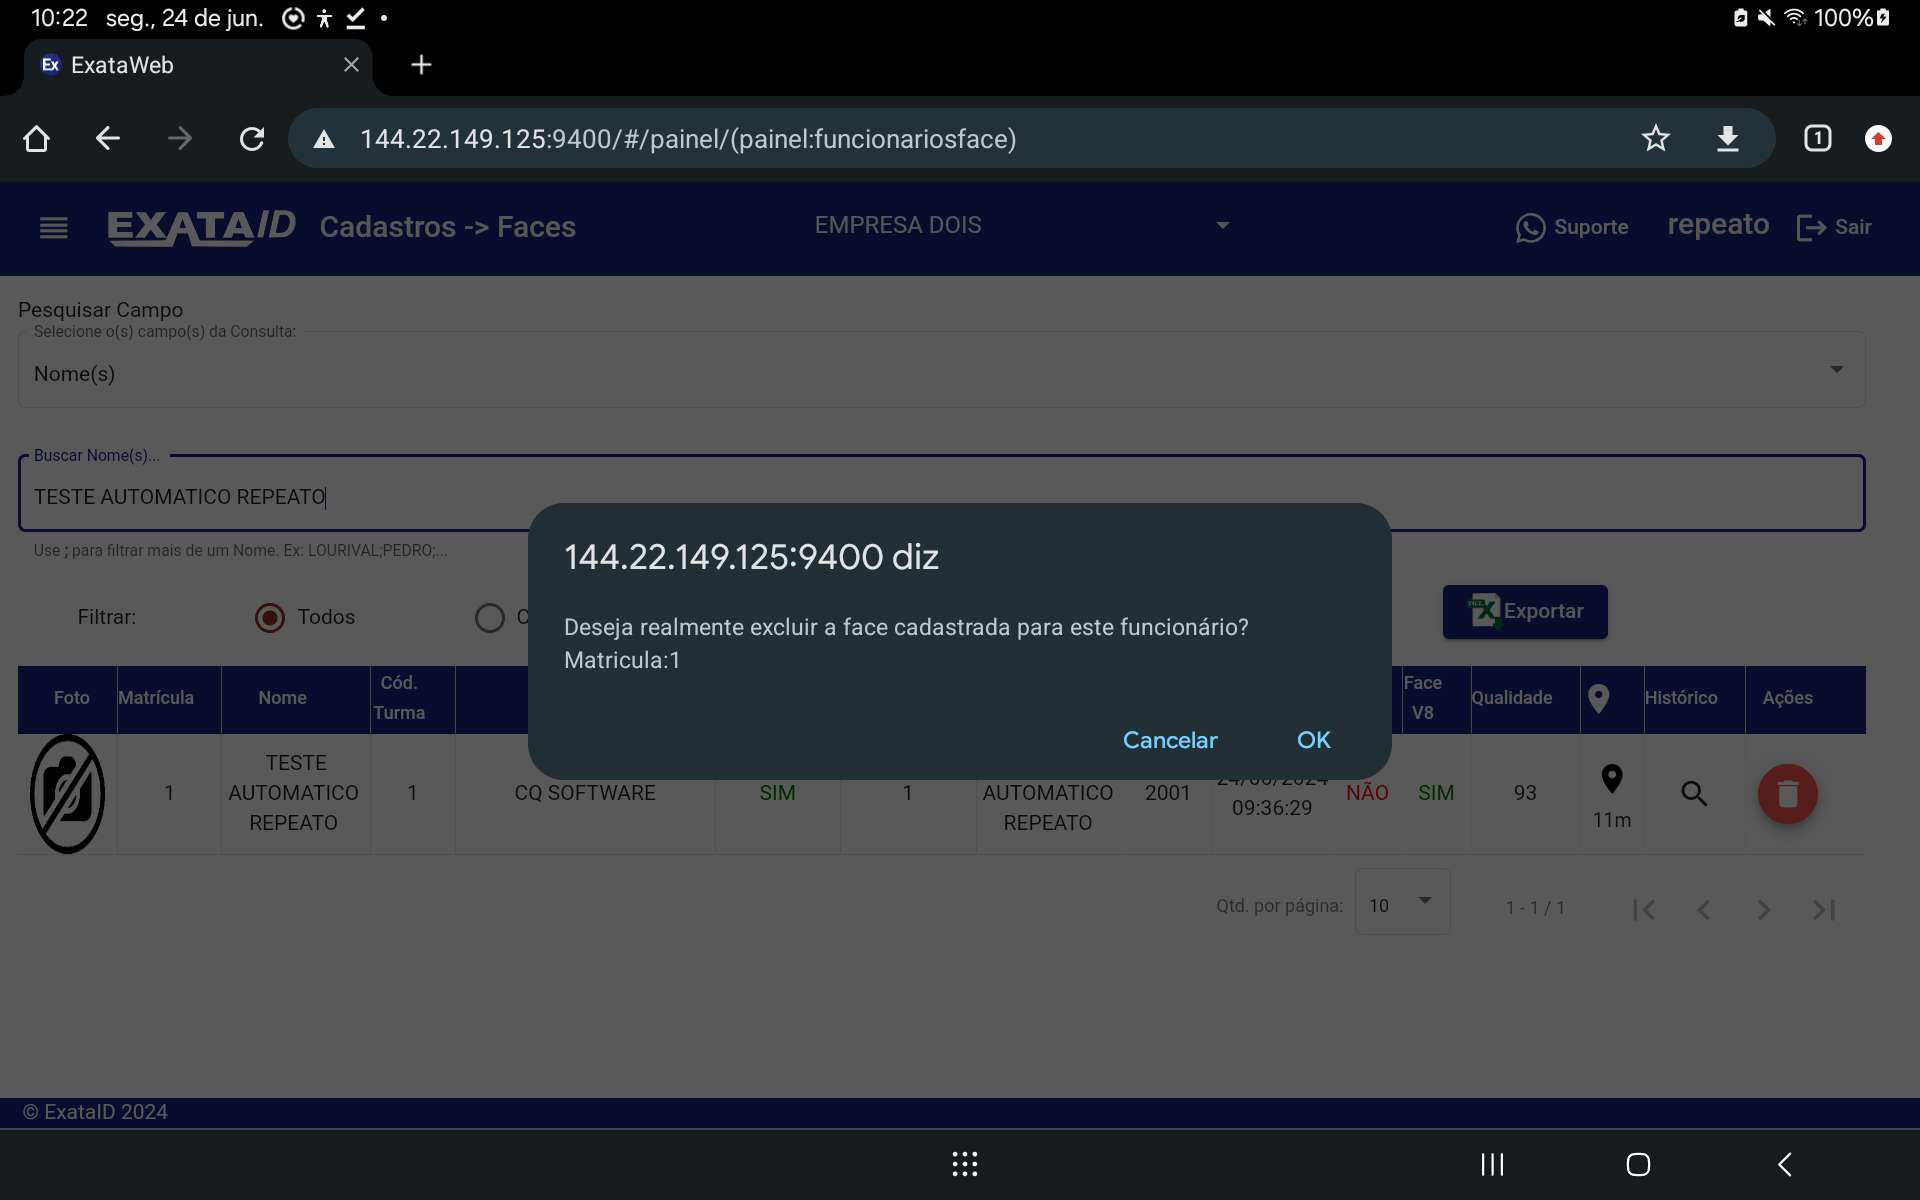 10:22 seg., 24 de jun.
100%
Ex ExataWeb
144.22.149.125:9400/#/painel/(painel:funcionariosface)
1
EXATAID Cadastros -> Faces
EMPRESA DOIS
Suporte
repeato
Sair
Pesquisar Campo
Selecione o(s) campo(s) da Consulta:
Nome(s)
Buscar Nome(s)...
TESTE AUTOMATICO REPEATO
Use ; para filtrar mais de um Nome. Ex: LOURIVAL;PEDRO;...
144.22.149.125:9400 diz
Deseja realmente excluir a face cadastrada para este funcionário?
Matricula:1
Cancelar OK
Filtrar: Todos
Exportar
Foto Matrícula Nome Cód. Turma Face V8 Qualidade Histórico Ações
TESTE
AUTOMATICO
REPEATO
1
1
CQ SOFTWARE
SIM
1
AUTOMATICO
REPEATO
2001
24/06/2024
09:36:29
NÃO
SIM
93
11m
Qtd. por página: 10 1 - 1 / 1
© ExataID 2024